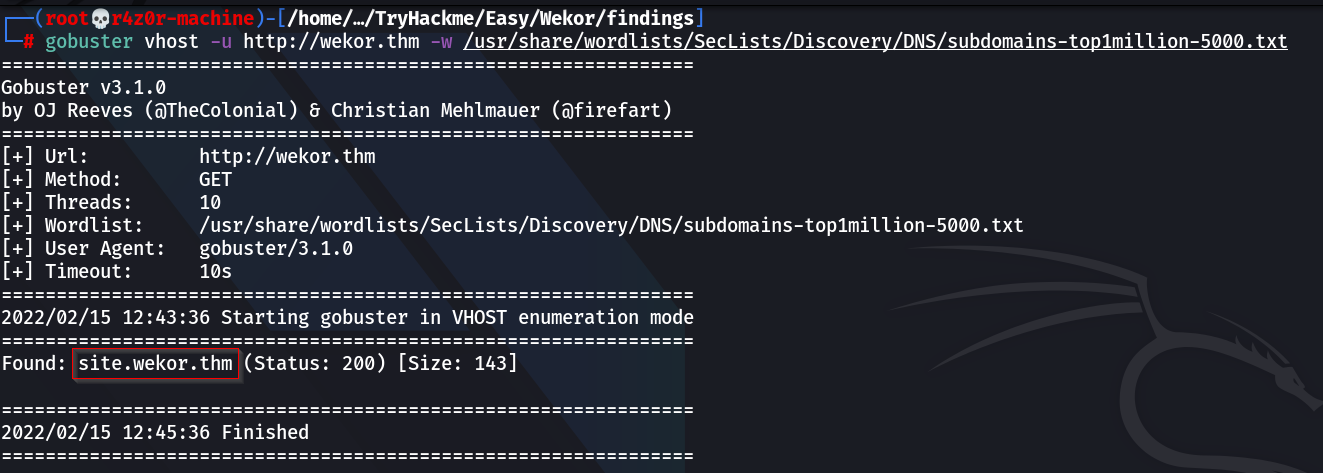 ┌──(root💀r4z0r-machine)-[/home/…/TryHackme/Easy/Wekor/findings]
└─# gobuster vhost -u http://wekor.thm -w /usr/share/wordlists/SecLists/Discovery/DNS/subdomains-top1million-5000.txt
===============================================================
Gobuster v3.1.0
by OJ Reeves (@TheColonial) & Christian Mehlmauer (@firefart)
===============================================================
[+] Url:          http://wekor.thm
[+] Method:       GET
[+] Threads:      10
[+] Wordlist:     /usr/share/wordlists/SecLists/Discovery/DNS/subdomains-top1million-5000.txt
[+] User Agent:   gobuster/3.1.0
[+] Timeout:      10s
===============================================================
2022/02/15 12:43:36 Starting gobuster in VHOST enumeration mode
===============================================================
Found: site.wekor.thm (Status: 200) [Size: 143]
===============================================================
2022/02/15 12:45:36 Finished
===============================================================